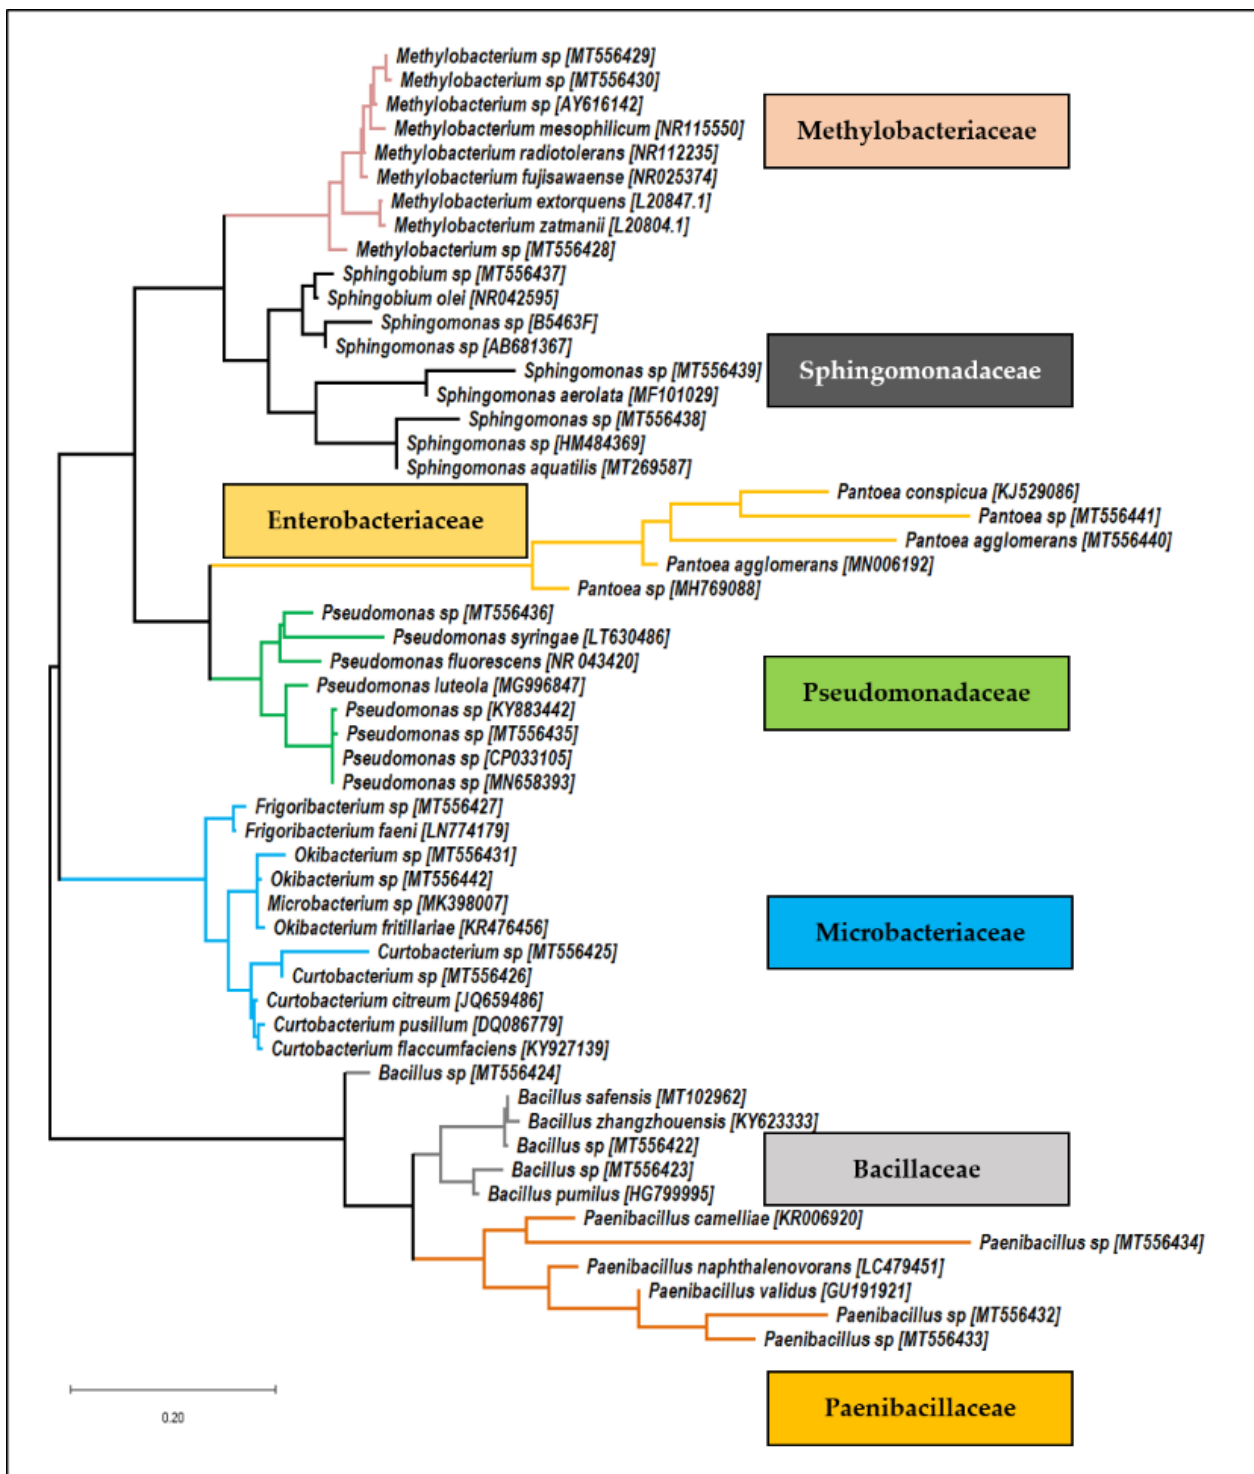 Methylobacterium sp [MT556429]
Methylobacterium sp [MT556430]
Methylobacterium sp [AY616142]
Methylobacterium mesophilicum [NR115550]
Methylobacteriaceae
Methylobacterium radiotolerans [NR112235]
Methylobacterium fujisawaense [NR025374]
Methylobacterium extorquens [L20847.1]
Methylobacterium zatmanii [L20804.1]
Methylobacterium sp [MT556428]
Sphingobium sp [MT556437]
Sphingobium olei [NR042595]
Sphingomonas sp [B5463F]
Sphingomonas sp [AB681367]
Sphingomonas sp [MT556439]
Sphingomonadaceae
Sphingomonas aerolata [MF101029]
Sphingomonas sp [MT556438]
Sphingomonas sp [HM484369]
Sphingomonas aquatilis [MT269587]
Pantoea conspicua [KJ529086]
Enterobacteriaceae
Pantoea sp [MT556441]
Pantoea agglomerans [MT556440]
Pantoea agglomerans [MN006192]
Pantoea sp [MH769088]
Pseudomonas sp [MT556436]
Pseudomonas syringae [LT630486]
Pseudomonas fluorescens [NR 043420]
Pseudomonas luteola [MG996847]
Pseudomonadaceae
Pseudomonas sp [KY883442]
Pseudomonas sp [MT556435]
Pseudomonas sp [CP033105]
Pseudomonas sp [MN658393]
Frigoribacterium sp [MT556427]
Frigoribacterium faeni [LN774179]
Okibacterium sp [MT556431]
Okibacterium sp [MT556442]
Microbacterium sp [MK398007]
Okibacterium fritillariae [KR476456]
Microbacteriaceae
Curtobacterium sp [MT556425]
Curtobacterium sp [MT556426]
Curtobacterium citreum [JQ659486]
Curtobacterium pusillum [DQ086779]
Curtobacterium flaccumfaciens [KY927139]
Bacillus sp [MT556424]
Bacillus safensis [MT102962]
Bacillus zhangzhouensis [KY623333]
Bacillus sp [MT556422]
Bacillus sp [MT556423]
Bacillaceae
Bacillus pumilus [HG799995]
Paenibacillus camelliae [KR006920]
Paenibacillus sp [MT556434]
Paenibacillus naphthalenovorans [LC479451]
Paenibacillus validus [GU191921]
Paenibacillus sp [MT556432]
Paenibacillus sp [MT556433]
Paenibacillaceae
0.20